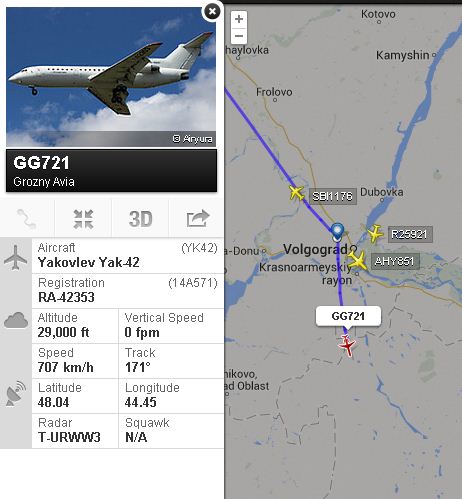 © Airyura
GG721
Grozny Avia
3D
Aircraft (YK42)
Yakovlev Yak-42
Registration (14A571)
RA-42353
Altitude Vertical Speed
29,000 ft 0 fpm
Speed Track
707 km/h 171°
Latitude Longitude
48.04 44.45
Radar Squawk
T-URWW3 N/A
+
−
Kotovo
haylovka
Kamyshin
Frolovo
SBI1176
Dubovka
R25921
a-Donu
Volgograd
AHY851
Krasnoarmeyskiy
rayon
GG721
nikovo,
ad Oblast